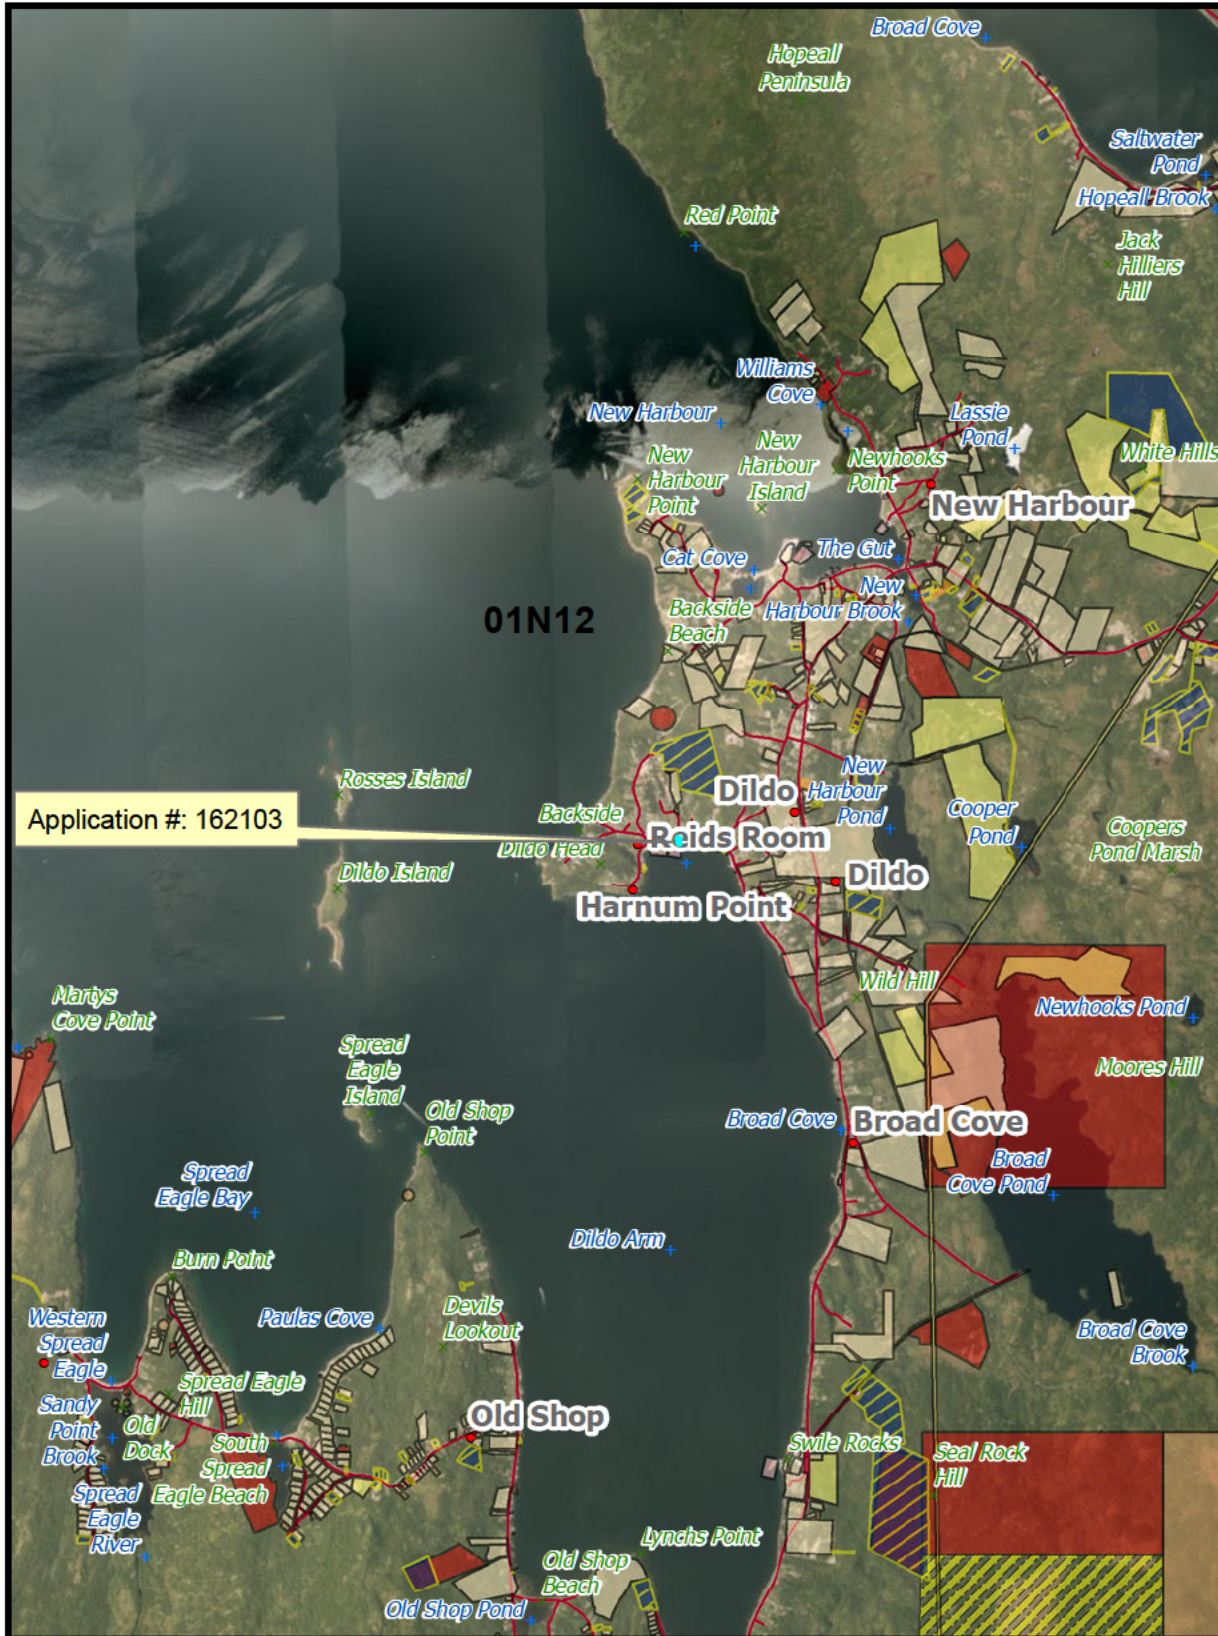 Broad Cove
Hopeall
Peninsula
Saltwater
Pond
Hopeall Brook
Red Point
Jack
Hilliers
Hill
Williams
Cove
New Harbour
Lassie
Pond
New
Harbour
Island
New
Harbour
Point
Newhooks
Point
White Hills
New Harbour
Cat Cove
The Gut
New
Harbour Brook
01N12
Backside
Beach
Rosses Island
Dildo
New
Harbour
Pond
Cooper
Pond
Coopers
Pond Marsh
Application #: 162103
Backside
Reids Room
Dildo Head
Dildo Island
Dildo
Harnum Point
Wild Hill
Martys
Cove Point
Newhooks Pond
Spread
Eagle
Island
Old Shop
Point
Moores Hill
Broad Cove
Broad Cove
Broad
Cove Pond
Spread
Eagle Bay
Dildo Arm
Burn Point
Western
Spread
Eagle
Paulas Cove
Devils
Lookout
Broad Cove
Brook
Spread Eagle
Hill
Sandy
Point
Brook
Old
Dock
South
Spread
Eagle Beach
Old Shop
Swile Rocks
Seal Rock
Hill
Spread
Eagle
River
Lynchs Point
Old Shop
Beach
Old Shop Pond